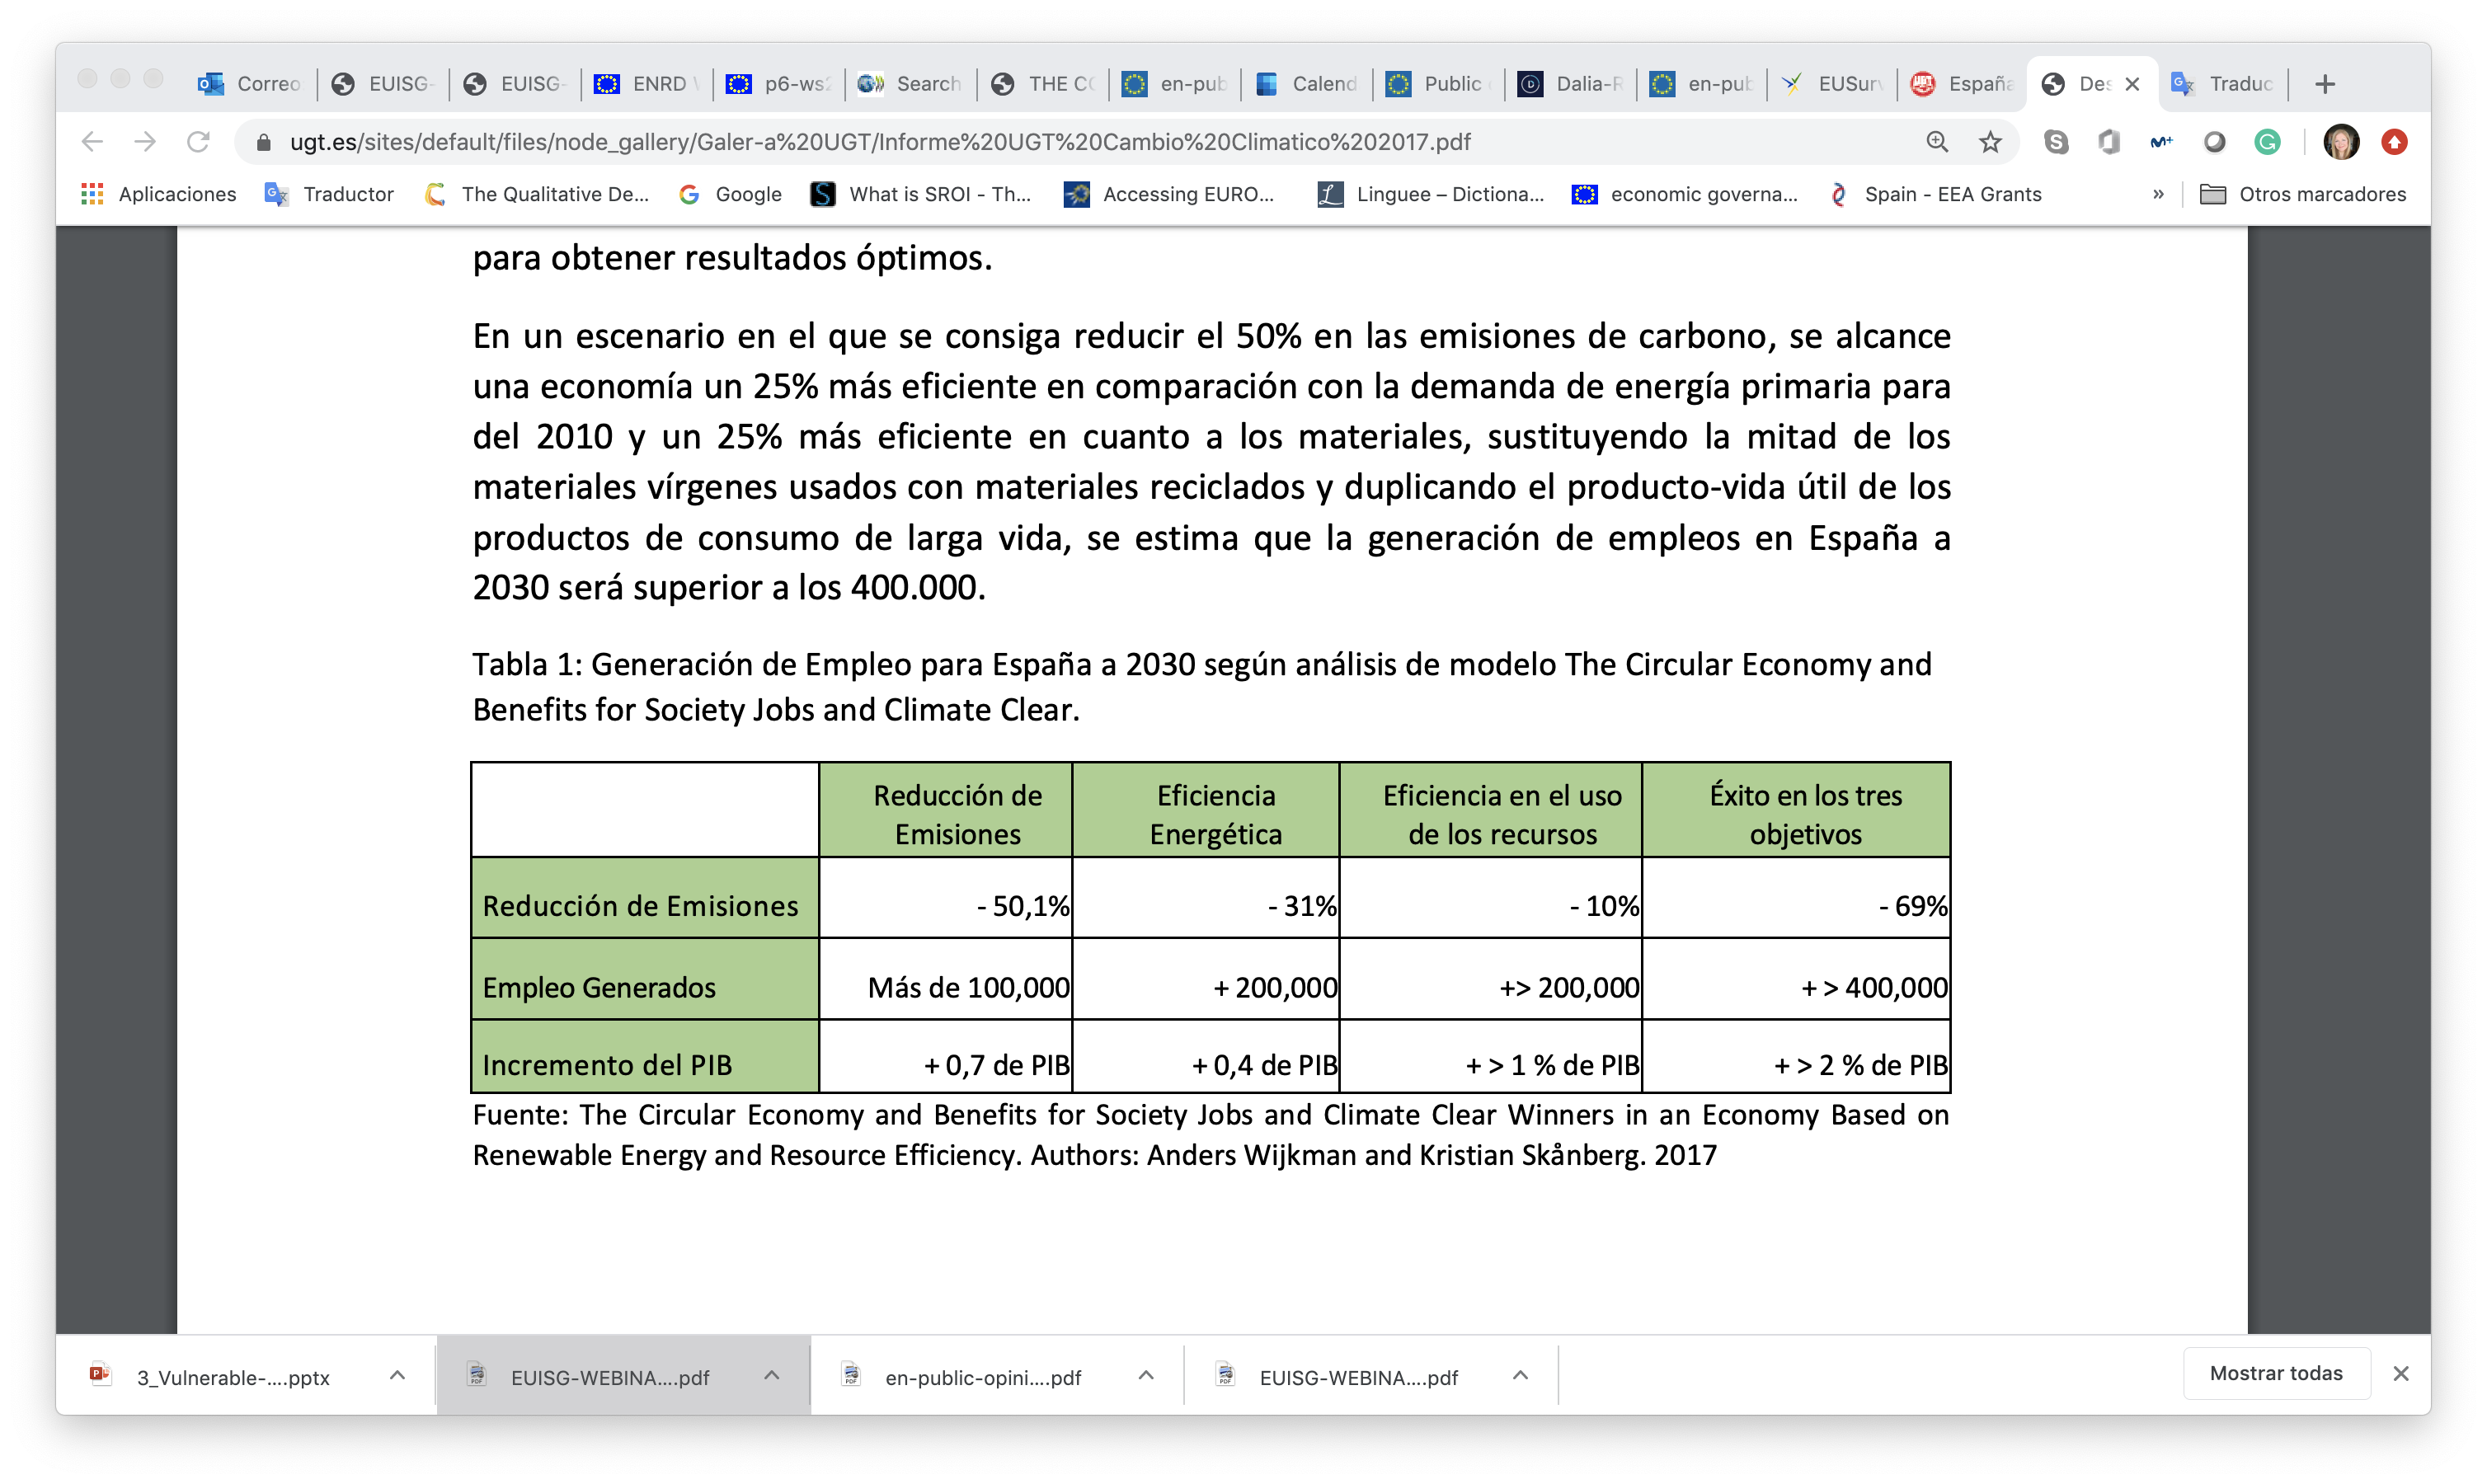 Correo
EUISG-
EUISG-
ENRD
p6-ws2
Search
THE CO
en-pub
Calend
Public
Dalia-R
en-pub
EUSurv
España
Des
Traduc
ugt.es/sites/default/files/node_gallery/Galer-a%20UGT/Informe%20UGT%20Cambio%20Climatico%202017.pdf
Aplicaciones
Traductor
The Qualitative De...
Google
What is SROI - Th...
Accessing EURO...
Linguee – Dictiona...
economic governa...
Spain - EEA Grants
»
Otros marcadores
para obtener resultados óptimos.
En un escenario en el que se consiga reducir el 50% en las emisiones de carbono, se alcance
una economía un 25% más eficiente en comparación con la demanda de energía primaria para
del 2010 y un 25% más eficiente en cuanto a los materiales, sustituyendo la mitad de los
materiales vírgenes usados con materiales reciclados y duplicando el producto-vida útil de los
productos de consumo de larga vida, se estima que la generación de empleos en España a
2030 será superior a los 400.000.
Tabla 1: Generación de Empleo para España a 2030 según análisis de modelo The Circular Economy and
Benefits for Society Jobs and Climate Clear.
Reducción de
Emisiones
Eficiencia
Energética
Eficiencia en el uso
de los recursos
Éxito en los tres
objetivos
Reducción de Emisiones
- 50,1%
- 31%
- 10%
- 69%
Empleo Generados
Más de 100,000
+ 200,000
+> 200,000
+ > 400,000
Incremento del PIB
+ 0,7 de PIB
+ 0,4 de PIB
+ > 1 % de PIB
+ > 2 % de PIB
Fuente: The Circular Economy and Benefits for Society Jobs and Climate Clear Winners in an Economy Based on
Renewable Energy and Resource Efficiency. Authors: Anders Wijkman and Kristian Skånberg. 2017
3_Vulnerable-....pptx
EUISG-WEBINA....pdf
en-public-opini....pdf
EUISG-WEBINA....pdf
Mostrar todas